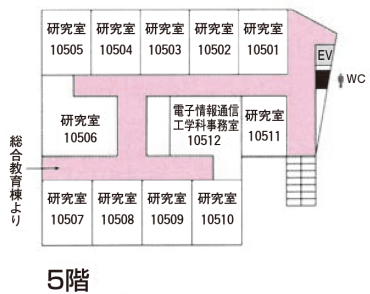 研究室
10505
研究室
10504
研究室
10503
研究室
10502
研究室
10501
EV
WC
研究室
10506
電子情報通信
工学科事務室
10512
研究室
10511
総合教育棟より
研究室
10507
研究室
10508
研究室
10509
研究室
10510
5階